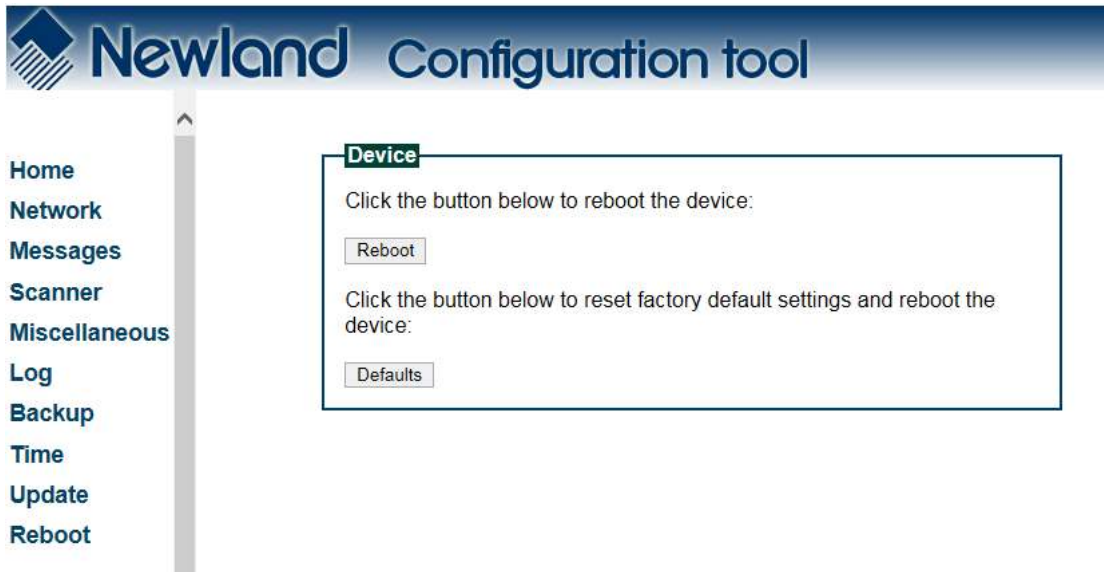 Newland Configuration tool
Home
Network
Messages
Scanner
Miscellaneous
Log
Backup
Time
Update
Reboot
Device
Click the button below to reboot the device:
Reboot
Click the button below to reset factory default settings and reboot the
device:
Defaults